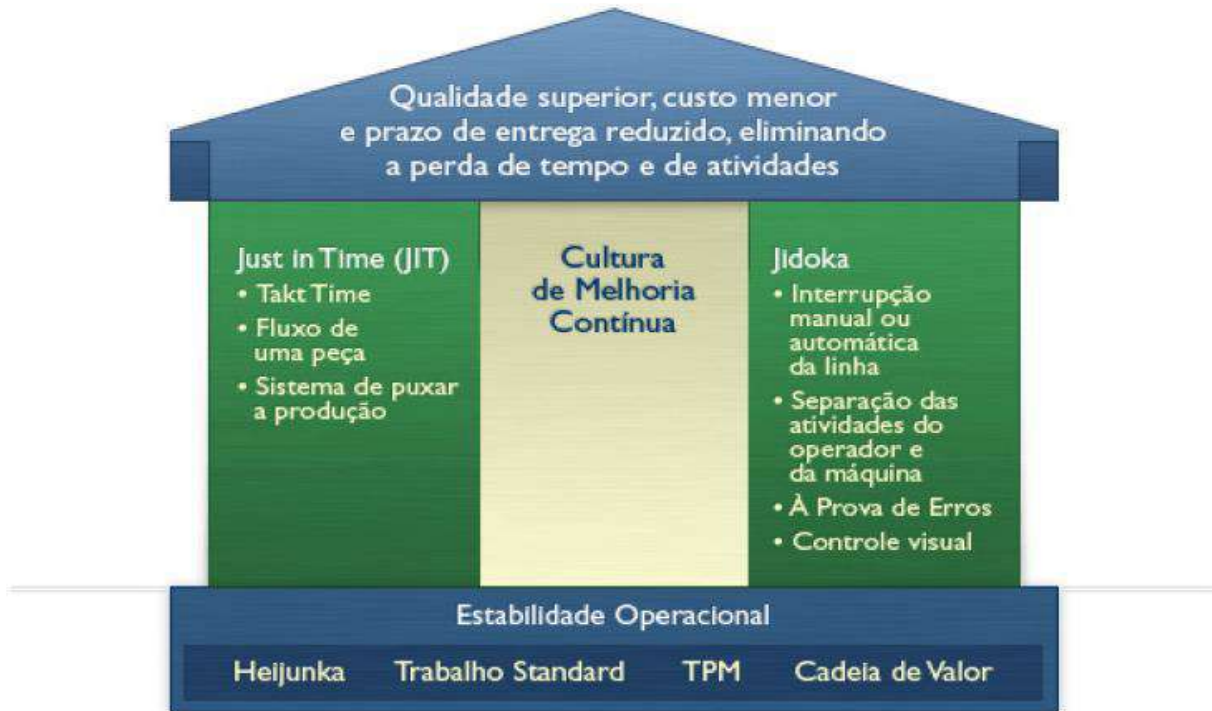 Qualidade superior, custo menor
e prazo de entrega reduzido, eliminando
a perda de tempo e de atividades
Just in Time (JIT)
• Takt Time
• Fluxo de
uma peça
• Sistema de puxar
a produção
Cultura
de Melhoria
Contínua
Jidoka
• Interrupção
manual ou
automática
da linha
• Separação das
atividades do
operador e
da máquina
• À Prova de Erros
• Controle visual
Estabilidade Operacional
Heijunka Trabalho Standard TPM Cadeia de Valor